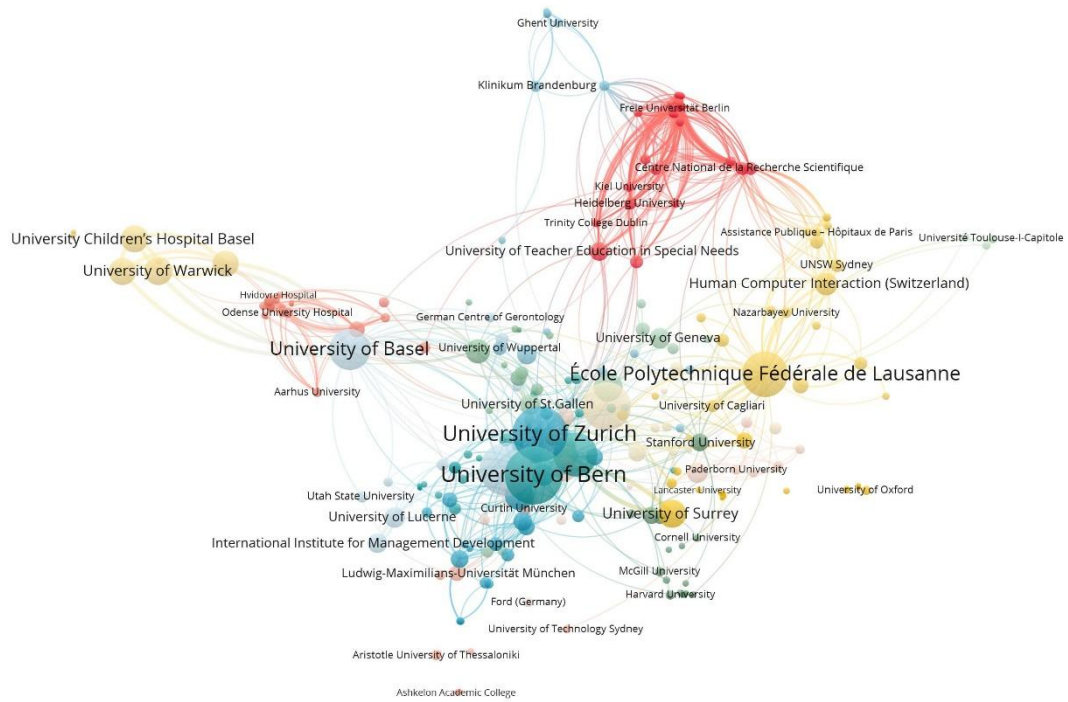 Ghent University
Klinikum Brandenburg
Freie Universität Berlin
Centre National de la Recherche Scientifique
Kiel University
Heidelberg University
Trinity College Dublin
Assistance Publique – Hôpitaux de Paris
Université Toulouse-I-Capitole
University Children's Hospital Basel
University of Teacher Education in Special Needs
UNSW Sydney
University of Warwick
Human Computer Interaction (Switzerland)
Hvidovre Hospital
Odense University Hospital
Nazarbayev University
German Centre of Gerontology
University of Geneva
University of Basel
University of Wuppertal
École Polytechnique Fédérale de Lausanne
Aarhus University
University of St.Gallen
University of Cagliari
University of Zurich
Stanford University
Paderborn University
University of Bern
Lancaster University
University of Oxford
Utah State University
Curtin University
University of Lucerne
University of Surrey
Cornell University
International Institute for Management Development
McGill University
Ludwig-Maximilians-Universität München
Harvard University
Ford (Germany)
University of Technology Sydney
Aristotle University of Thessaloniki
Ashkelon Academic College